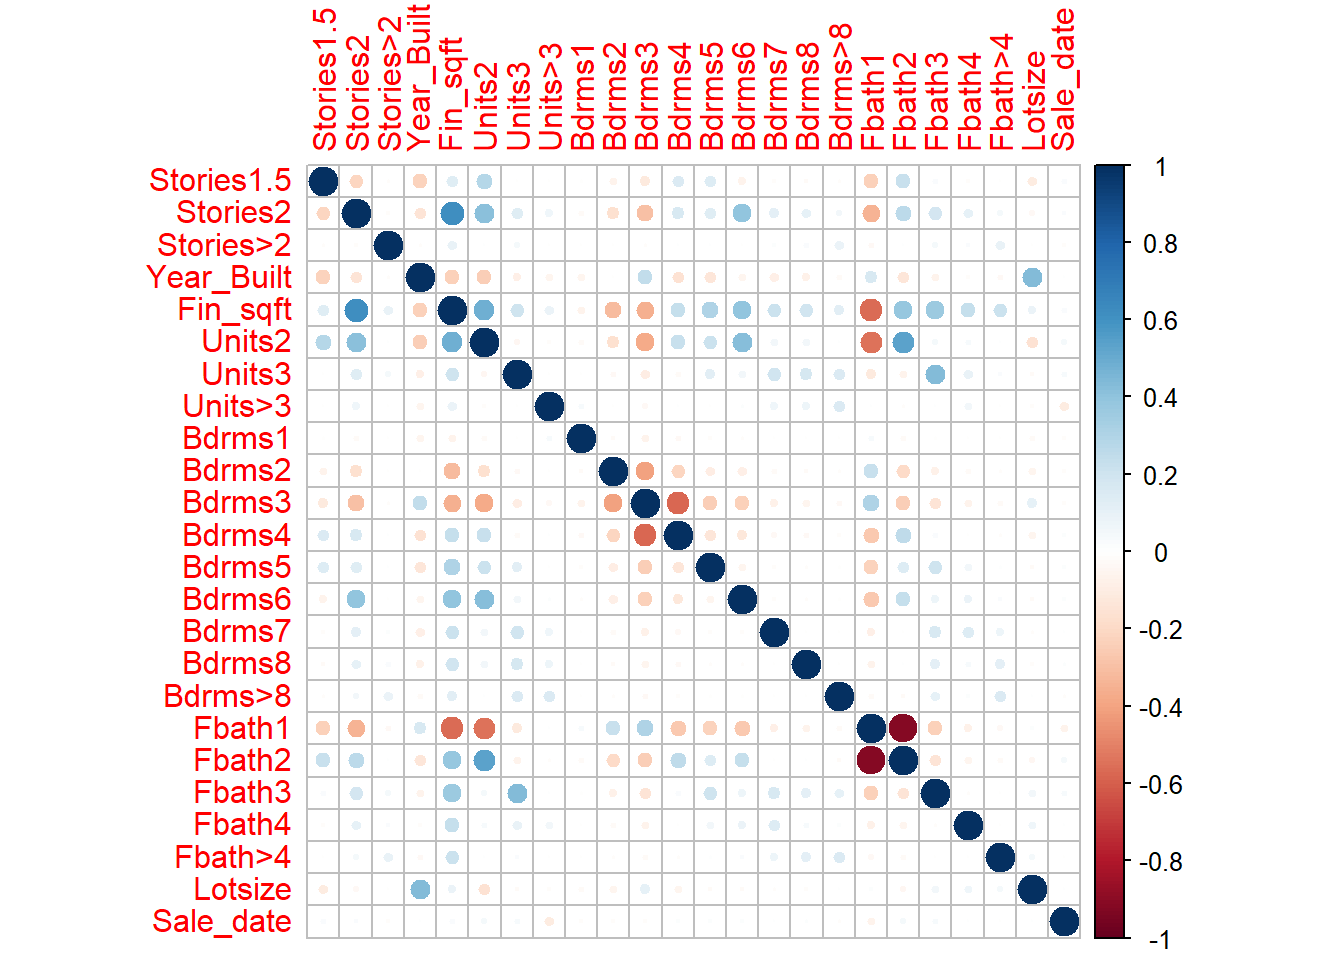 Stories1.5
Stories2
Stories>2
Year_Built
Fin_sqft
Units2
Units3
Units>3
Bdrms1
Bdrms2
Bdrms3
Bdrms4
Bdrms5
Bdrms6
Bdrms7
Bdrms8
Bdrms>8
Fbath1
Fbath2
Fbath3
Fbath4
Fbath>4
Lotsize
Sale_date
Stories1.5
Stories2
Stories>2
Year_Built
Fin_sqft
Units2
Units3
Units>3
Bdrms1
Bdrms2
Bdrms3
Bdrms4
Bdrms5
Bdrms6
Bdrms7
Bdrms8
Bdrms>8
Fbath1
Fbath2
Fbath3
Fbath4
Fbath>4
Lotsize
Sale_date
1
0.8
0.6
0.4
0.2
0
-0.2
-0.4
-0.6
-0.8
-1